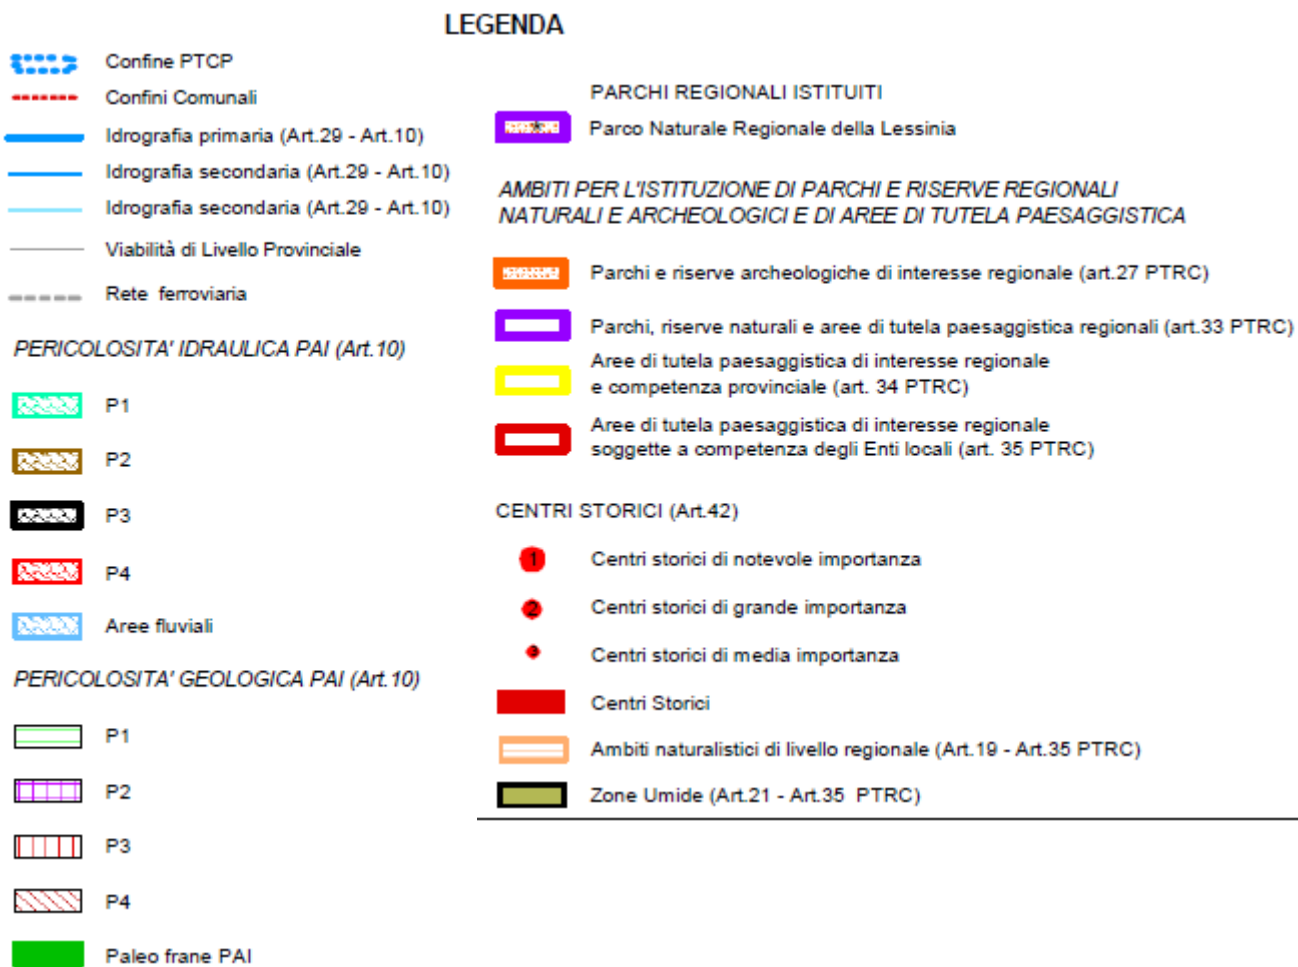 LEGENDA
Confine PTCP
Confini Comunali
Idrografia primaria (Art.29 - Art.10)
Idrografia secondaria (Art.29 - Art.10)
Idrografia secondaria (Art.29 - Art.10)
Viabilità di Livello Provinciale
Rete ferroviaria
PERICOLOSITA' IDRAULICA PAI (Art.10)
P1
P2
P3
P4
Aree fluviali
PERICOLOSITA' GEOLOGICA PAI (Art.10)
P1
P2
P3
P4
Paleo frane PAI
PARCHI REGIONALI ISTITUITI
Parco Naturale Regionale della Lessinia
AMBITI PER L'ISTITUZIONE DI PARCHI E RISERVE REGIONALI
NATURALI E ARCHEOLOGICI E DI AREE DI TUTELA PAESAGGISTICA
Parchi e riserve archeologiche di interesse regionale (art.27 PTRC)
Parchi, riserve naturali e aree di tutela paesaggistica regionali (art.33 PTRC)
Aree di tutela paesaggistica di interesse regionale
e competenza provinciale (art. 34 PTRC)
Aree di tutela paesaggistica di interesse regionale
soggette a competenza degli Enti locali (art. 35 PTRC)
CENTRI STORICI (Art.42)
1 Centri storici di notevole importanza
2 Centri storici di grande importanza
3 Centri storici di media importanza
Centri Storici
Ambiti naturalistici di livello regionale (Art.19 - Art.35 PTRC)
Zone Umide (Art.21 - Art.35 PTRC)